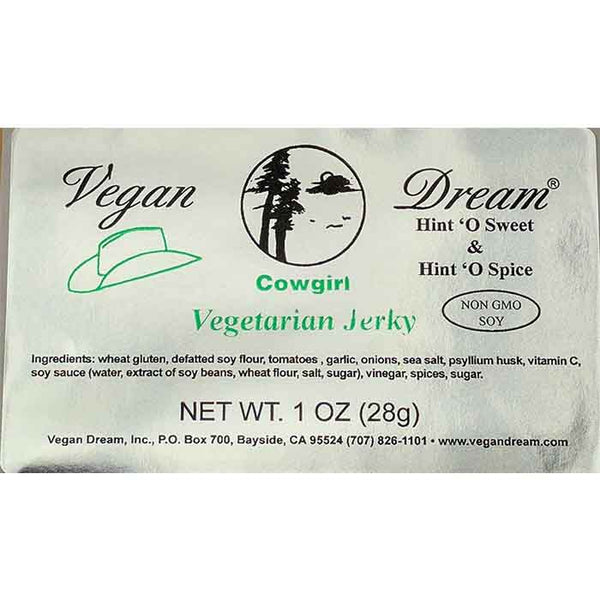 Vegan Dream®
Hint ‘O Sweet
&
Hint ‘O Spice
Cowgirl
Vegetarian Jerky
NON GMO
SOY
Ingredients: wheat gluten, defatted soy flour, tomatoes , garlic, onions, sea salt, psyllium husk, vitamin C,
soy sauce (water, extract of soy beans, wheat flour, salt, sugar), vinegar, spices, sugar.
NET WT. 1 OZ (28g)
Vegan Dream, Inc., P.O. Box 700, Bayside, CA 95524 (707) 826-1101 • www.vegandream.com